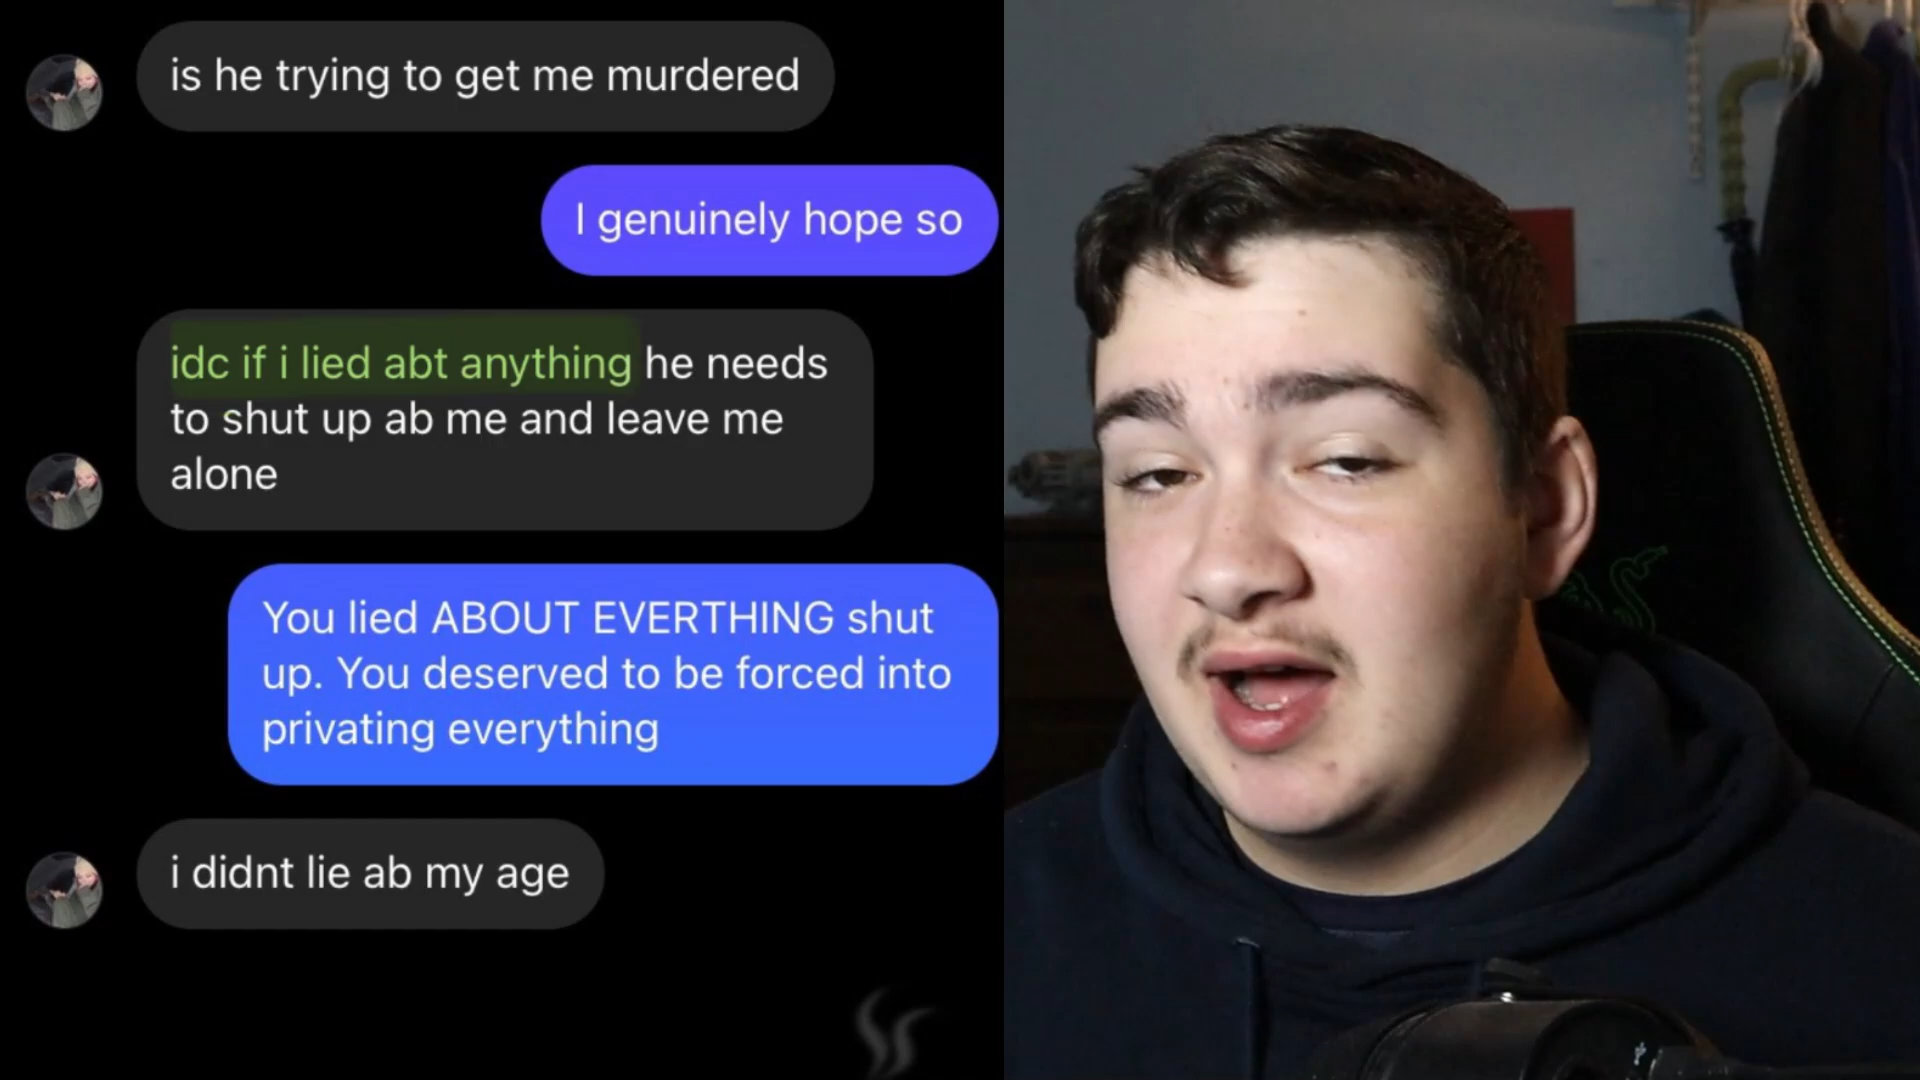 is he trying to get me murdered
I genuinely hope so
idc if i lied abt anything he needs
to shut up ab me and leave me
alone
You lied ABOUT EVERTHING shut
up. You deserved to be forced into
privating everything
i didnt lie ab my age